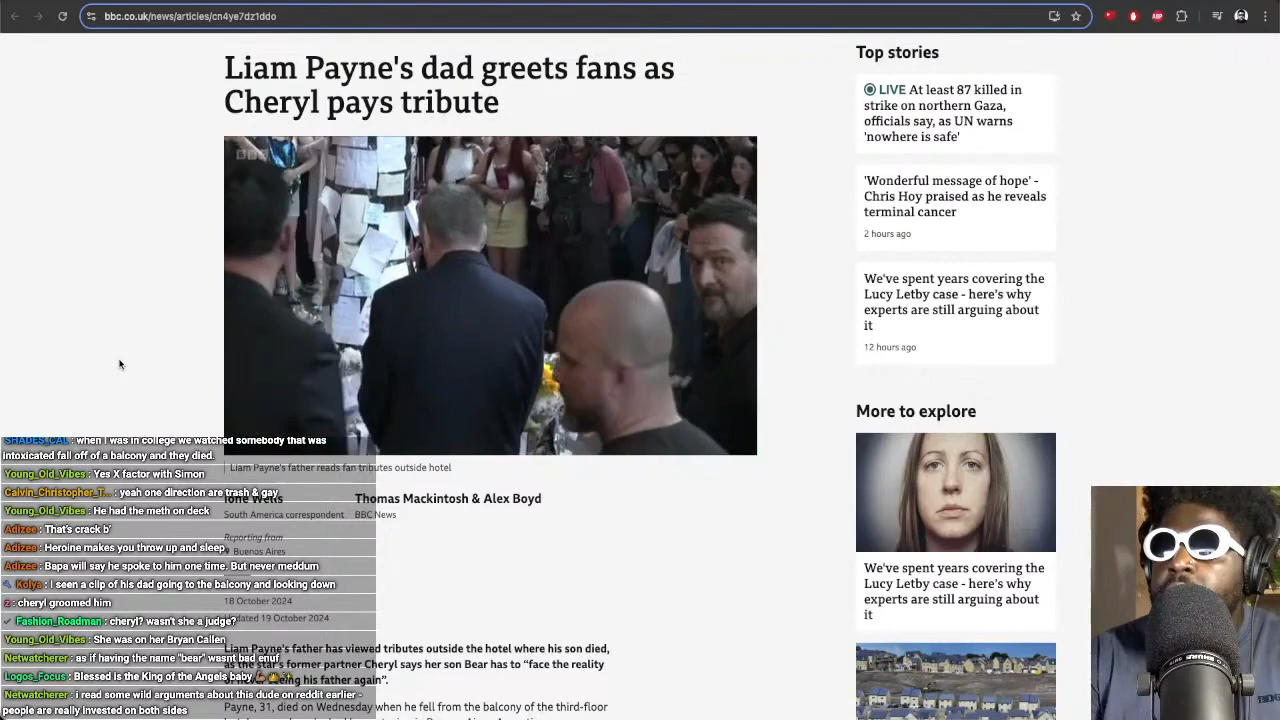 bbc.co.uk/news/articles/cn4ye7dz1ddo
Liam Payne's dad greets fans as
Cheryl pays tribute
BBC
Liam Payne's father reads fan tributes outside hotel
Ione Wells
South America correspondent
Thomas Mackintosh & Alex Boyd
BBC News
Reporting from
Buenos Aires
18 October 2024
Updated 19 October 2024
Liam Payne's father has viewed tributes outside the hotel where his son died,
as the star's former partner Cheryl says her son Bear has to "face the reality
seeing his father again".
Payne, 31, died on Wednesday when he fell from the balcony of the third-floor
Top stories
LIVE At least 87 killed in
strike on northern Gaza,
officials say, as UN warns
'nowhere is safe'
'Wonderful message of hope' -
Chris Hoy praised as he reveals
terminal cancer
2 hours ago
We've spent years covering the
Lucy Letby case - here's why
experts are still arguing about
it
12 hours ago
More to explore
We've spent years covering the
Lucy Letby case - here's why
experts are still arguing about
it
SHADES_CAL : when I was in college we watched somebody that was
intoxicated fall off of a balcony and they died.
Young_Old_Vibes : Yes X factor with Simon
Calvin_Christopher_T... : yeah one direction are trash & gay
Young_Old_Vibes : He had the meth on deck
Adizee : That's crack b'
Adizee : Heroine makes you throw up and sleep
Adizee : Bapa will say he spoke to him one time. But never meddum
Kolya : I seen a clip of his dad going to the balcony and looking down
z : cheryl groomed him
Fashion_Roadman : cheryl? wasn't she a judge?
Young_Old_Vibes : She was on her Bryan Callen
Netwatcherer : as if having the name "bear" wasnt bad enuf
Logos_Focus : Blessed is the King of the Angels baby
Netwatcherer : i read some wild arguments about this dude on reddit earlier -
people are really invested on both sides